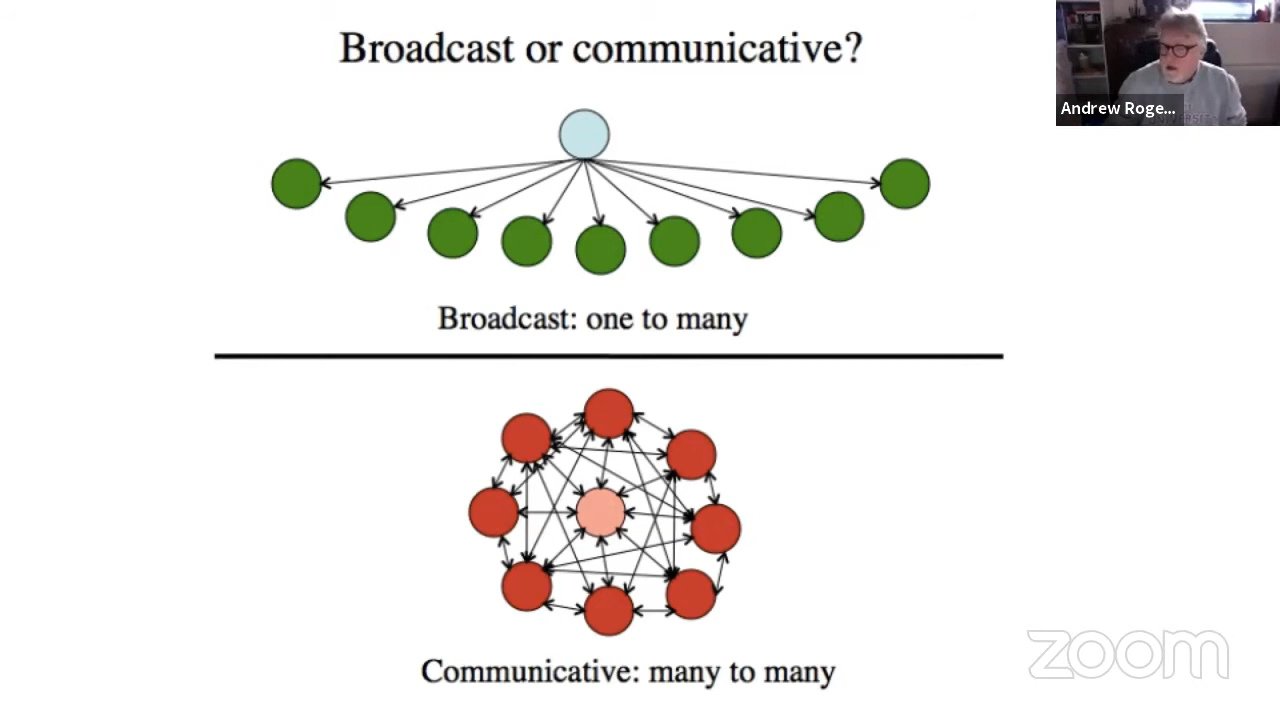 Broadcast or communicative?
Andrew Roge...
Broadcast: one to many
Communicative: many to many
zoom